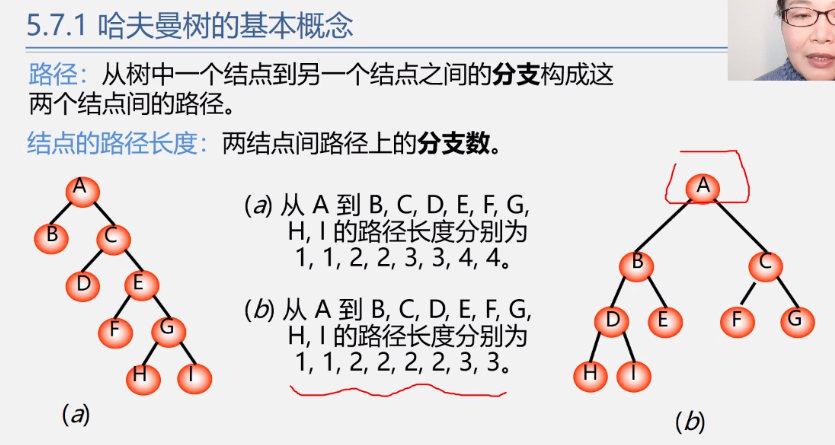 5.7.1 哈夫曼树的基本概念
路径：从树中一个结点到另一个结点之间的分支构成这
两个结点间的路径。
结点的路径长度：两结点间路径上的分支数。
A
B C
D E
F G
H I
(a)
(a) 从 A 到 B, C, D, E, F, G,
H, I 的路径长度分别为
1, 1, 2, 2, 3, 3, 4, 4。
(b) 从 A 到 B, C, D, E, F, G,
H, I 的路径长度分别为
1, 1, 2, 2, 2, 2, 3, 3。
A
B C
D E F G
H I
(b)